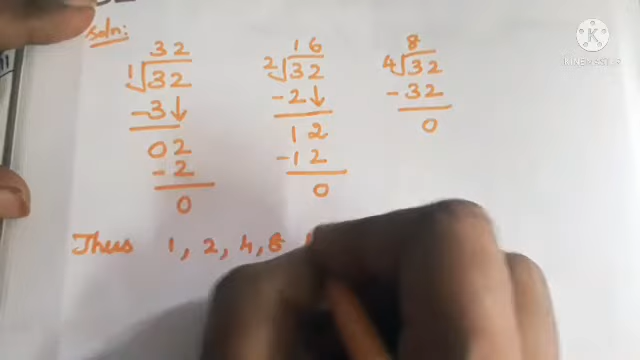 soln:
32 16 8
1√32 2√32 4√32
-3↓ -2↓ -32
02 12 0
-2 -12
0 0
Thus 1, 2, 4, 8
K
KINEMASTER